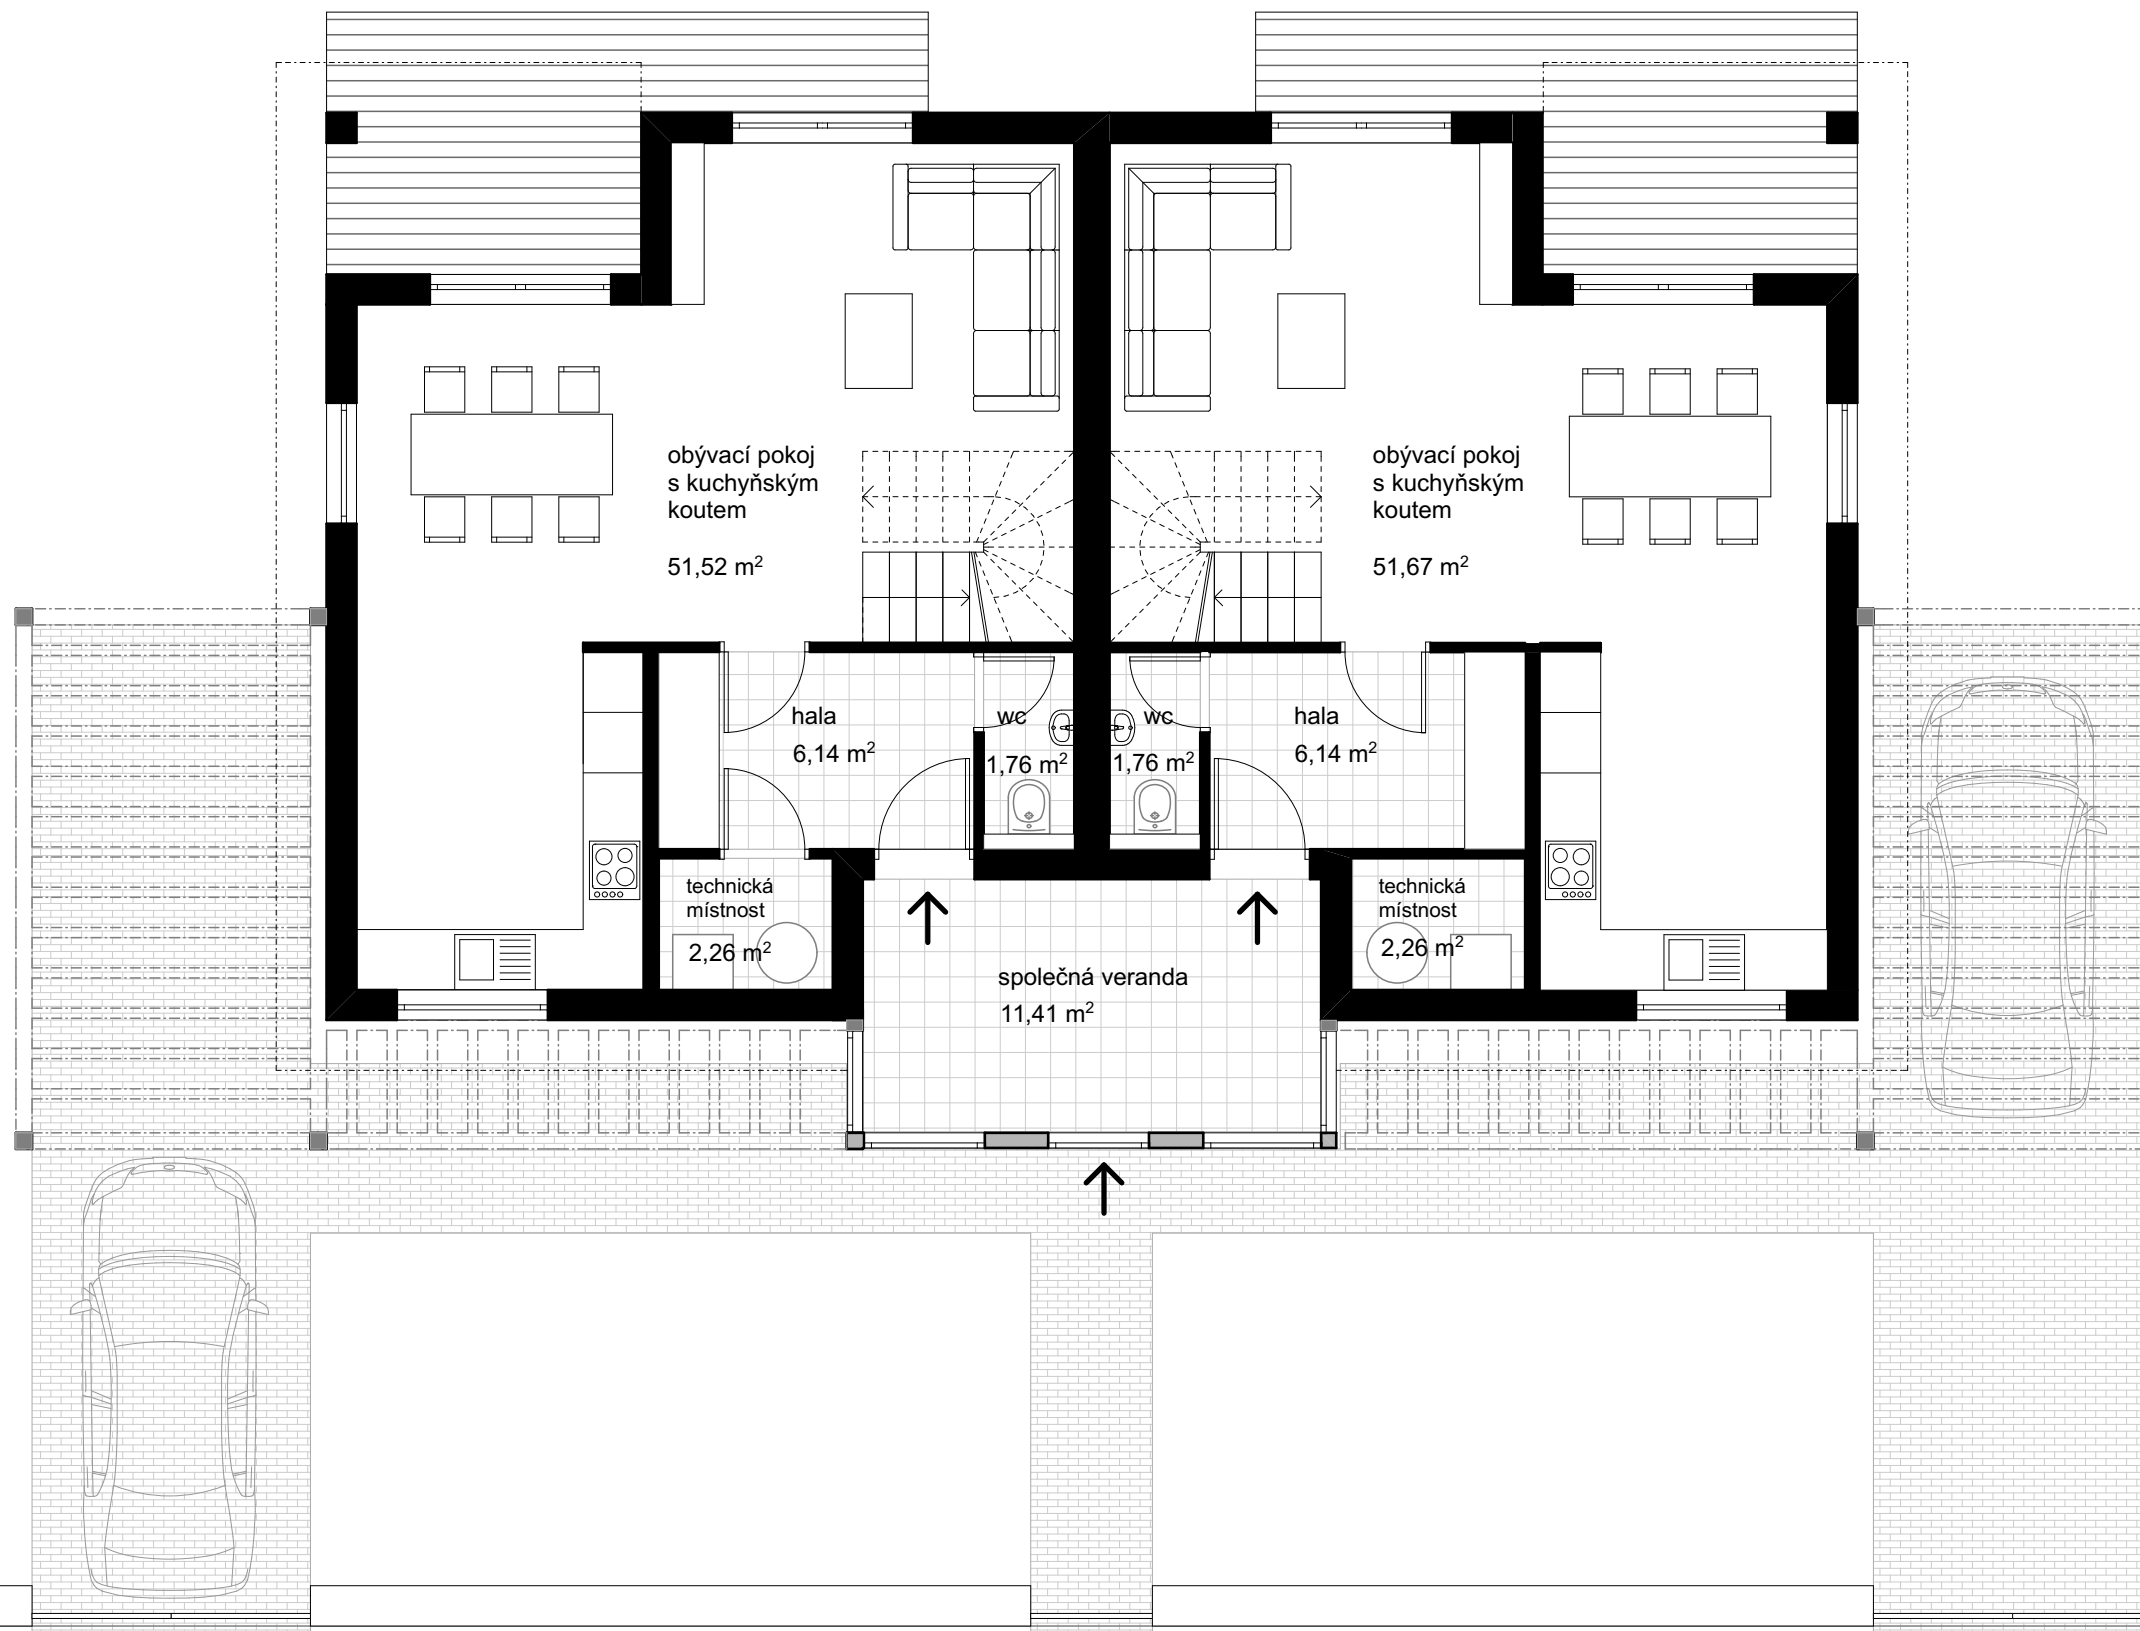 obývací pokoj
s kuchyňským
koutem
51,52 m²
obývací pokoj
s kuchyňským
koutem
51,67 m²
hala
6,14 m²
wc
1,76 m²
wc
1,76 m²
hala
6,14 m²
technická
místnost
2,26 m²
technická
místnost
2,26 m²
společná veranda
11,41 m²